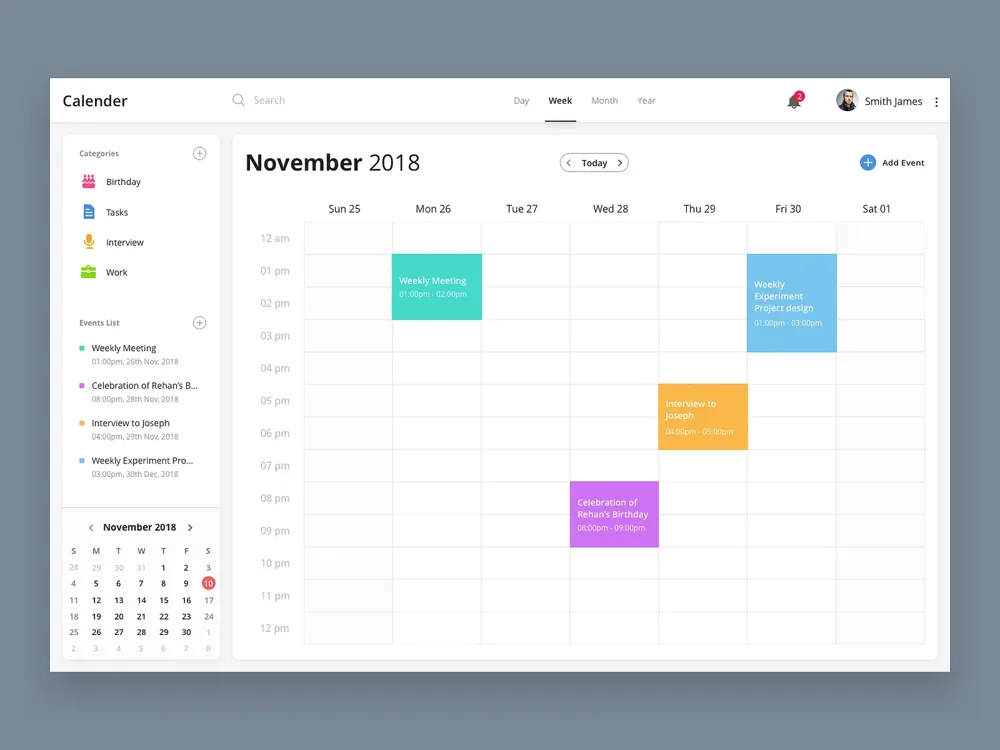 Calender
Search
Day Week Month Year
2
Smith James
Categories
Birthday
Tasks
Interview
Work
Events List
Weekly Meeting
01:00pm, 26th Nov, 2018
Celebration of Rehan's B...
08:00pm, 28th Nov, 2018
Interview to Joseph
04:00pm, 29th Nov, 2018
Weekly Experiment Pro...
03:00pm, 30th Dec, 2018
November 2018
S M T W T F S
28 29 30 31 1 2 3
4 5 6 7 8 9 10
11 12 13 14 15 16 17
18 19 20 21 22 23 24
25 26 27 28 29 30 1
2 3 4 5 6 7 8
November 2018
Today
Add Event
Sun 25 Mon 26 Tue 27 Wed 28 Thu 29 Fri 30 Sat 01
12 am
01 pm
02 pm
03 pm
04 pm
05 pm
06 pm
07 pm
08 pm
09 pm
10 pm
11 pm
12 pm
Weekly Meeting
01:00pm - 02:00pm
Weekly
Experiment
Project design
01:00pm - 03:00pm
Interview to
Joseph
04:00pm - 05:00pm
Celebration of
Rehan's Birthday
08:00pm - 09:00pm